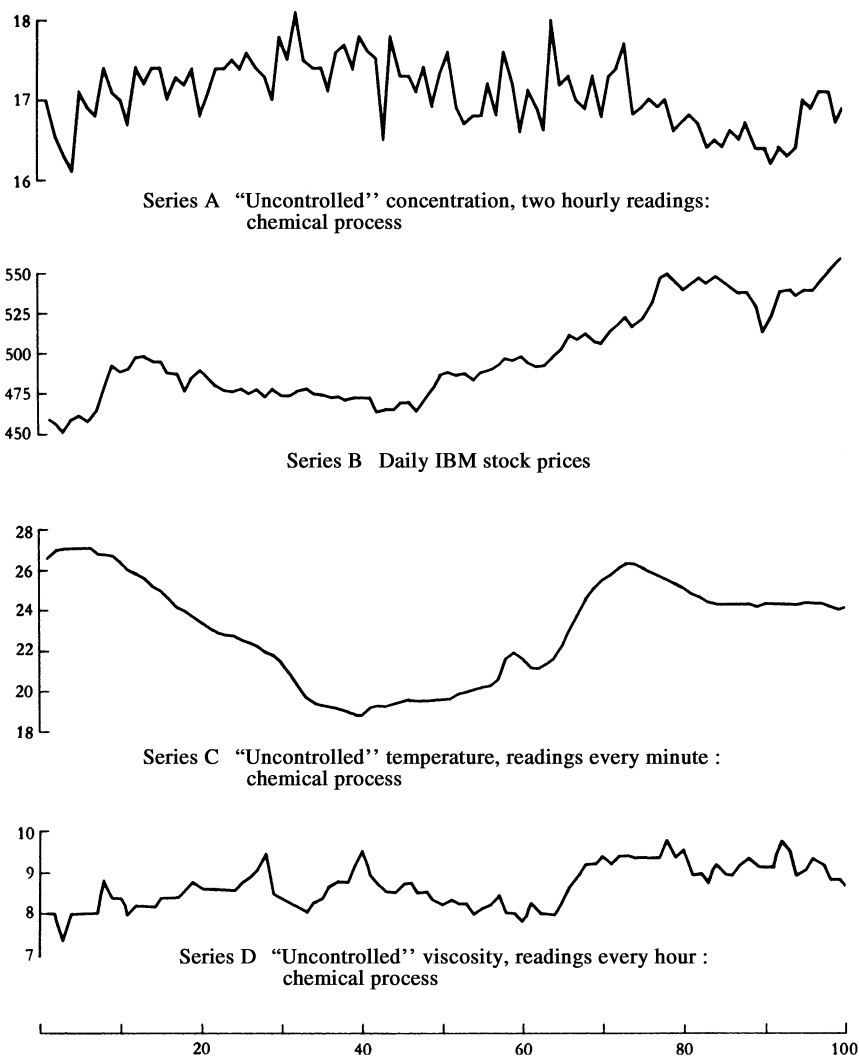 18
17
16
Series A “Uncontrolled’’ concentration, two hourly readings:
chemical process
550
525
500
475
450
Series B Daily IBM stock prices
28
26
24
22
20
18
Series C “Uncontrolled’’ temperature, readings every minute :
chemical process
10
9
8
7
Series D “Uncontrolled’’ viscosity, readings every hour :
chemical process
20 40 60 80 100